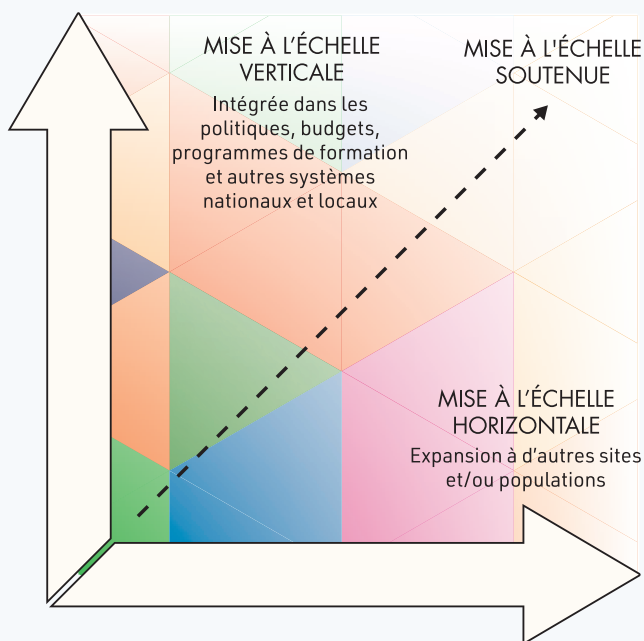 MISE À L’ÉCHELLE
VERTICALE
Intégrée dans les
politiques, budgets,
programmes de formation
et autres systèmes
nationaux et locaux
MISE À L'ÉCHELLE
SOUTENUE
MISE À L’ÉCHELLE
HORIZONTALE
Expansion à d’autres sites
et/ou populations